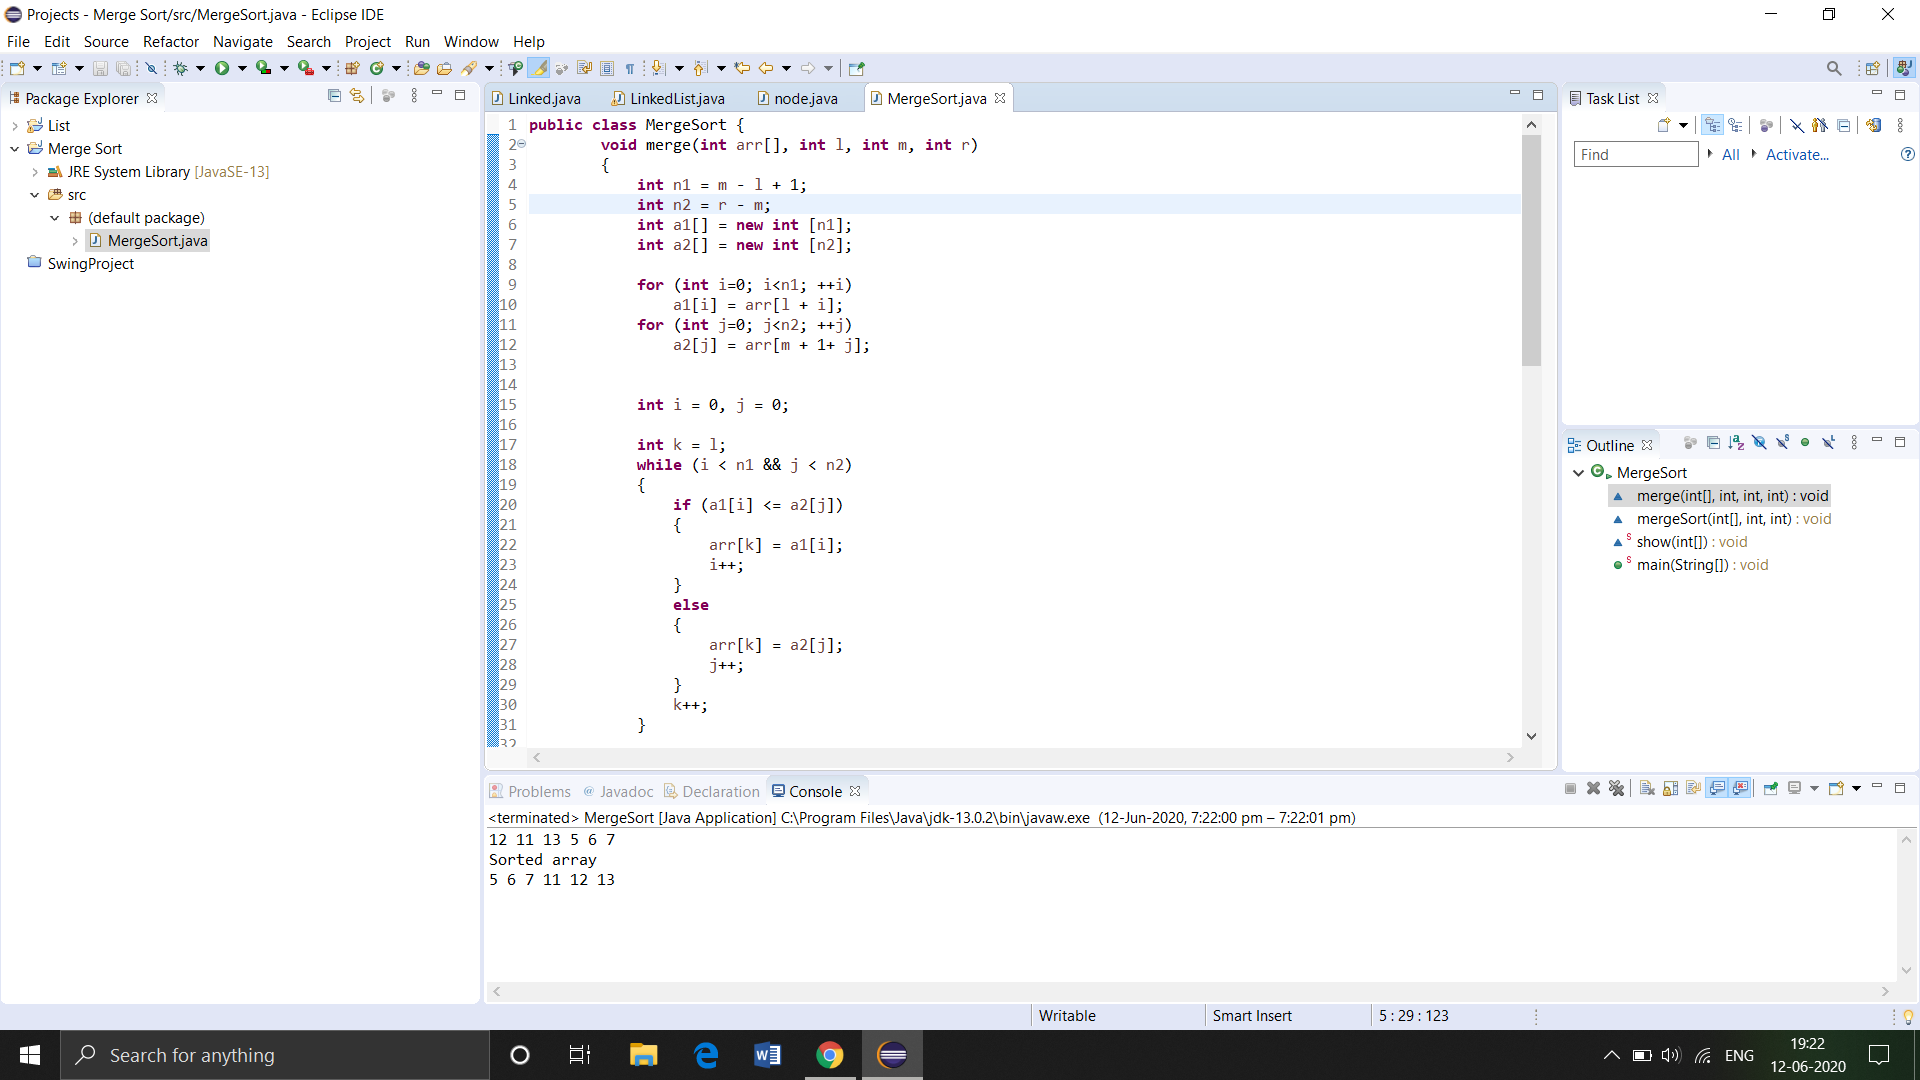 Projects - Merge Sort/src/MergeSort.java - Eclipse IDE
File Edit Source Refactor Navigate Search Project Run Window Help
Package Explorer
List
Merge Sort
JRE System Library [JavaSE-13]
src
(default package)
MergeSort.java
SwingProject
Linked.java LinkedList.java node.java MergeSort.java
1 public class MergeSort {
2 void merge(int arr[], int l, int m, int r)
3 {
4 int n1 = m - l + 1;
5 int n2 = r - m;
6 int a1[] = new int [n1];
7 int a2[] = new int [n2];
8
9 for (int i=0; i<n1; ++i)
10 a1[i] = arr[l + i];
11 for (int j=0; j<n2; ++j)
12 a2[j] = arr[m + 1+ j];
13
14
15 int i = 0, j = 0;
16
17 int k = l;
18 while (i < n1 && j < n2)
19 {
20 if (a1[i] <= a2[j])
21 {
22 arr[k] = a1[i];
23 i++;
24 }
25 else
26 {
27 arr[k] = a2[j];
28 j++;
29 }
30 k++;
31 }
32
Task List
Find All Activate...
Outline
MergeSort
merge(int[], int, int, int) : void
mergeSort(int[], int, int) : void
show(int[]) : void
main(String[]) : void
Problems Javadoc Declaration Console
<terminated> MergeSort [Java Application] C:\Program Files\Java\jdk-13.0.2\bin\javaw.exe (12-Jun-2020, 7:22:00 pm – 7:22:01 pm)
12 11 13 5 6 7
Sorted array
5 6 7 11 12 13
Writable Smart Insert 5 : 29 : 123
Search for anything
ENG
19:22
12-06-2020